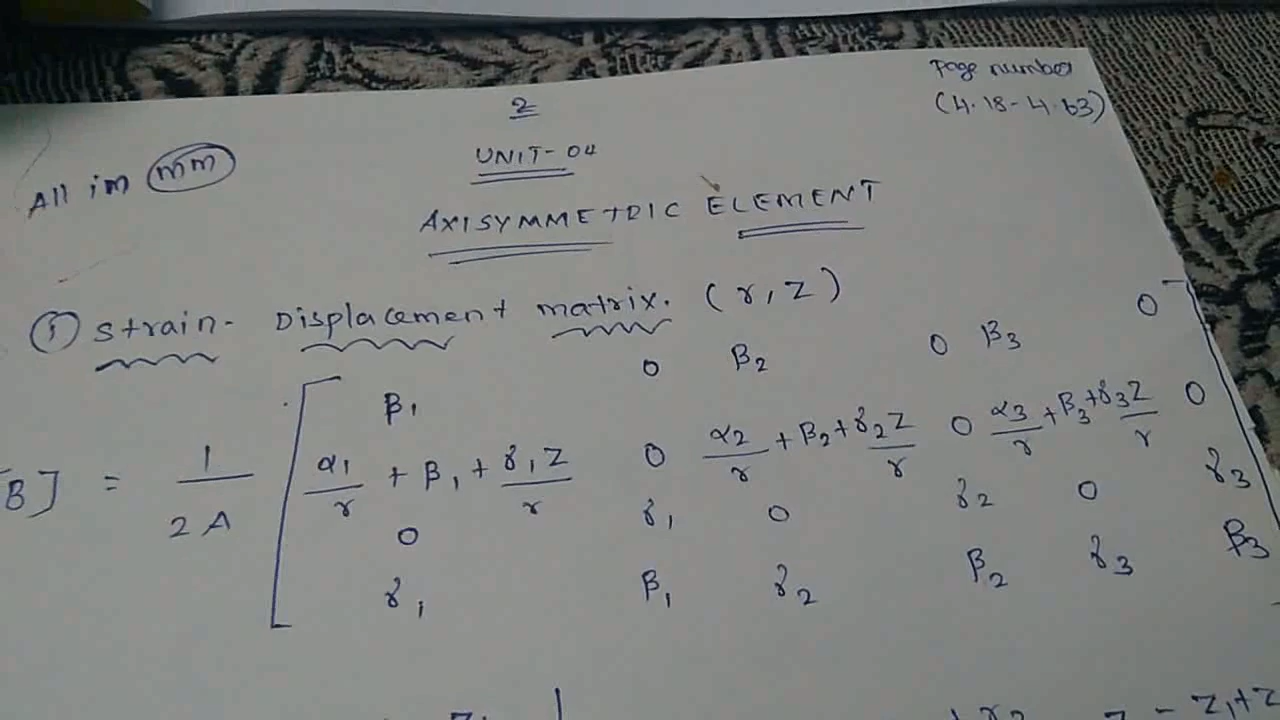 Page number
(4.18-4.63)
2
UNIT-04
All im mm
AXISYMMETRIC ELEMENT
① Strain- Displacement matrix. (r,z)
β₁ 0 β₂ 0 β₃ 0
[B] = 1/2A α₁/r + β₁ + γ₁z/r 0 α₂/r + β₂ + γ₂z/r 0 α₃/r + β₃ + γ₃z/r 0
0 γ₁ 0 γ₂ 0 γ₃
γ₁ β₁ γ₂ β₂ γ₃ β₃